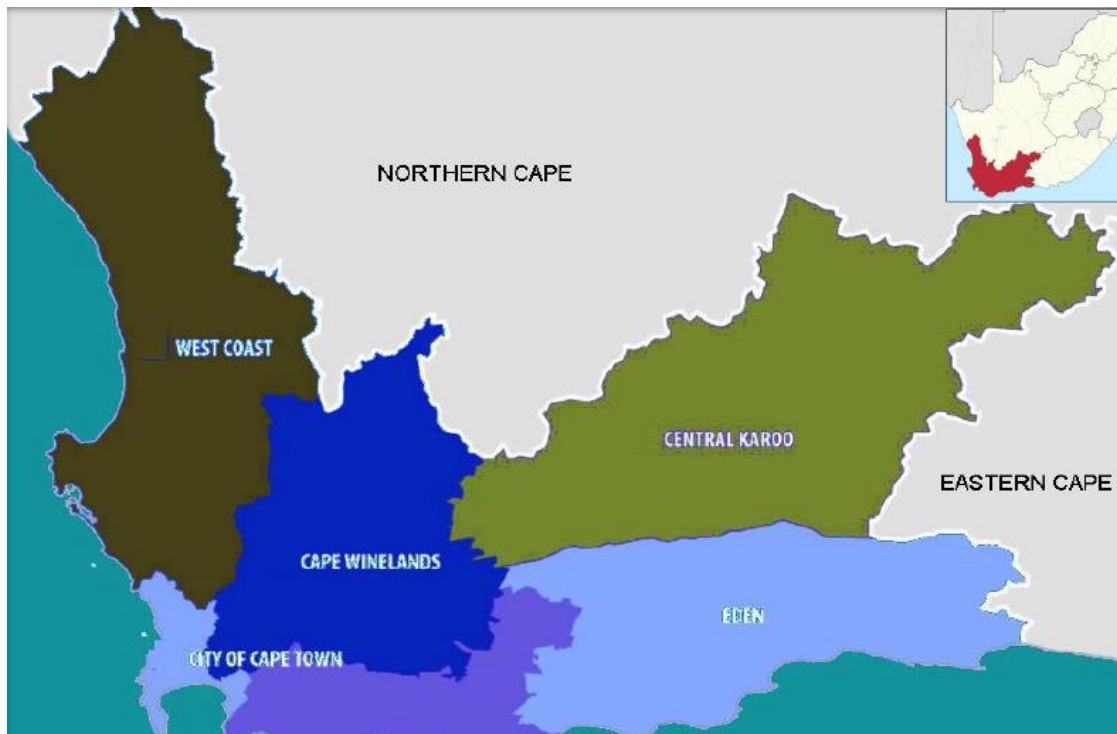 NORTHERN CAPE
WEST COAST
CENTRAL KAROO
EASTERN CAPE
CAPE WINELANDS
EDEN
CITY OF CAPE TOWN